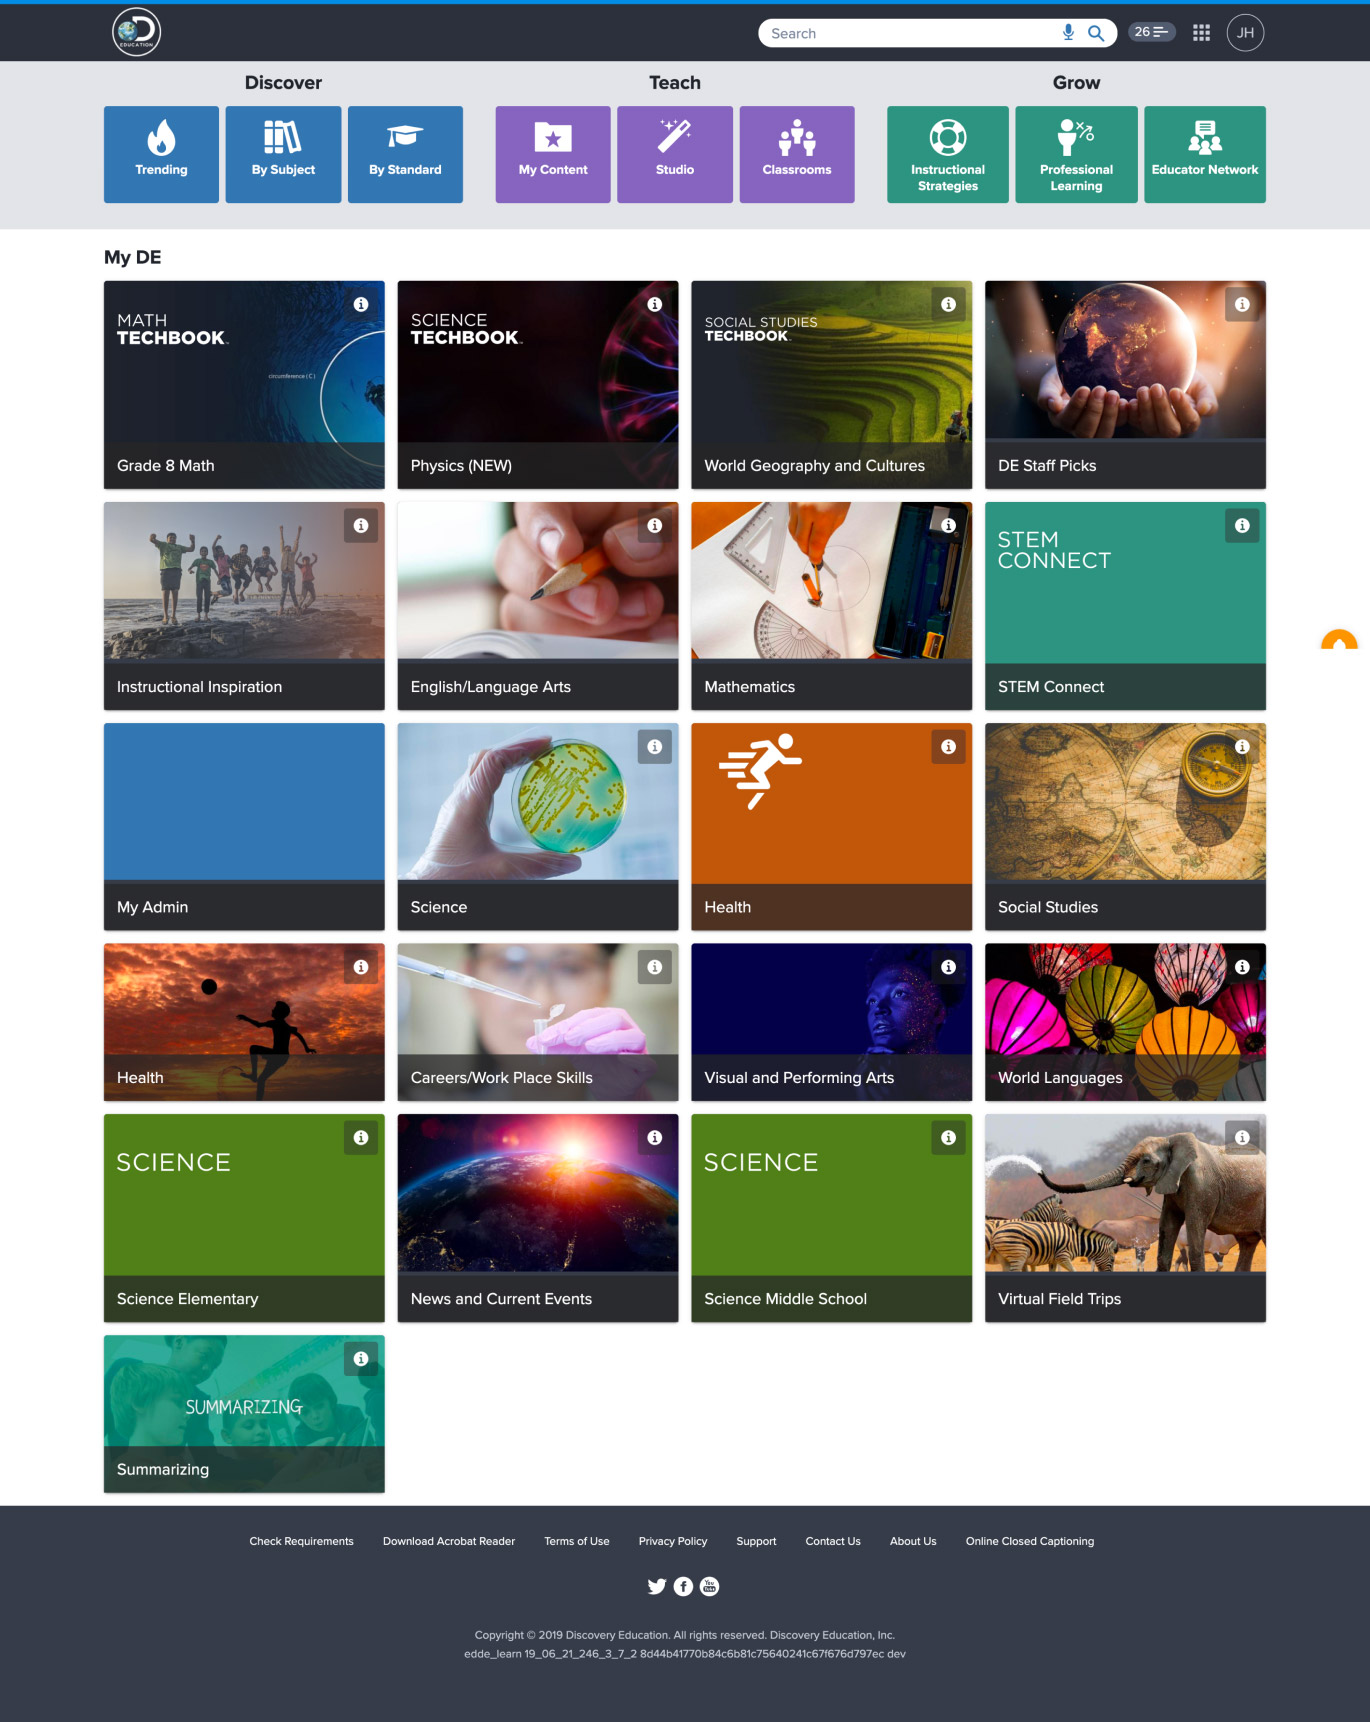 D
EDUCATION
Search
26
JH
Discover
Teach
Grow
Trending
By Subject
By Standard
My Content
Studio
Classrooms
Instructional
Strategies
Professional
Learning
Educator Network
My DE
MATH
TECHBOOK
circumference ( C )
Grade 8 Math
SCIENCE
TECHBOOK
Physics (NEW)
SOCIAL STUDIES
TECHBOOK
World Geography and Cultures
DE Staff Picks
Instructional Inspiration
English/Language Arts
Mathematics
STEM
CONNECT
STEM Connect
My Admin
Science
Health
Social Studies
Health
Careers/Work Place Skills
Visual and Performing Arts
World Languages
SCIENCE
Science Elementary
News and Current Events
SCIENCE
Science Middle School
Virtual Field Trips
SUMMARIZING
Summarizing
Check Requirements Download Acrobat Reader Terms of Use Privacy Policy Support Contact Us About Us Online Closed Captioning
You
Tube
Copyright © 2019 Discovery Education. All rights reserved. Discovery Education, Inc.
edde_learn 19_06_21_246_3_7_2 8d44b41770b84c6b81c75640241c67f676d797ec dev